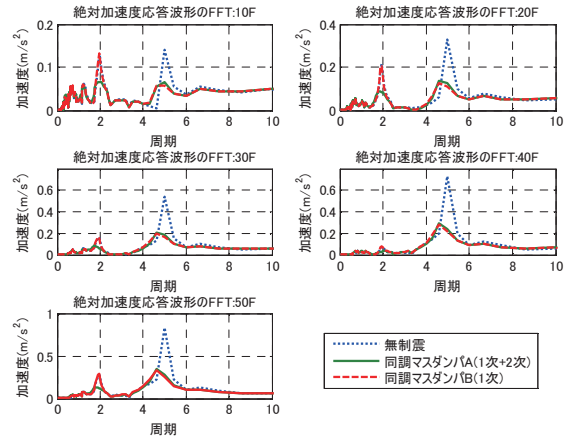 絶対加速度応答波形のFFT:10F
加速度(m/s²)
0.2
0.1
0
0 2 4 6 8 10
周期
絶対加速度応答波形のFFT:20F
加速度(m/s²)
0.4
0.2
0
0 2 4 6 8 10
周期
絶対加速度応答波形のFFT:30F
加速度(m/s²)
0.6
0.4
0.2
0
0 2 4 6 8 10
周期
絶対加速度応答波形のFFT:40F
加速度(m/s²)
0.6
0.4
0.2
0
0 2 4 6 8 10
周期
絶対加速度応答波形のFFT:50F
加速度(m/s²)
1
0.5
0
0 2 4 6 8 10
周期
無制震
同調マスダンパA(1次+2次)
同調マスダンパB(1次)